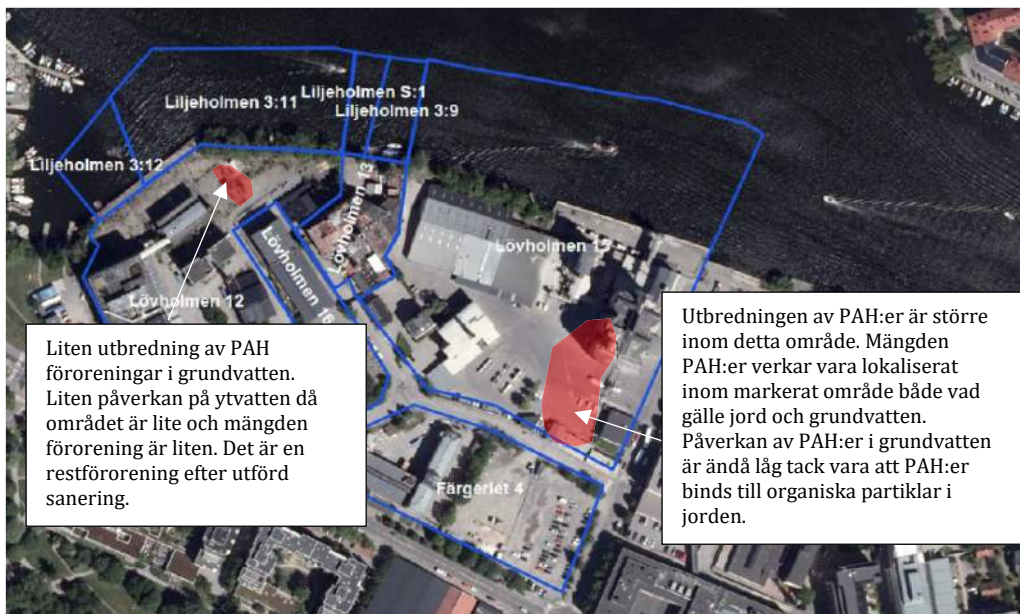 Liljeholmen 3:11
Liljeholmen S:1
Liljeholmen 3:9
Liljeholmen 3:12
Lövholmen 13
Lövholmen 15
Lövholmen 16
Lövholmen 12
Färgeriet 4
Liten utbredning av PAH
föroreningar i grundvatten.
Liten påverkan på ytvatten då
området är lite och mängden
förorening är liten. Det är en
restförorening efter utförd
sanering.
Utbredningen av PAH:er är större
inom detta område. Mängden
PAH:er verkar vara lokaliserat
inom markerat område både vad
gälle jord och grundvatten.
Påverkan av PAH:er i grundvatten
är ändå låg tack vara att PAH:er
binds till organiska partiklar i
jorden.